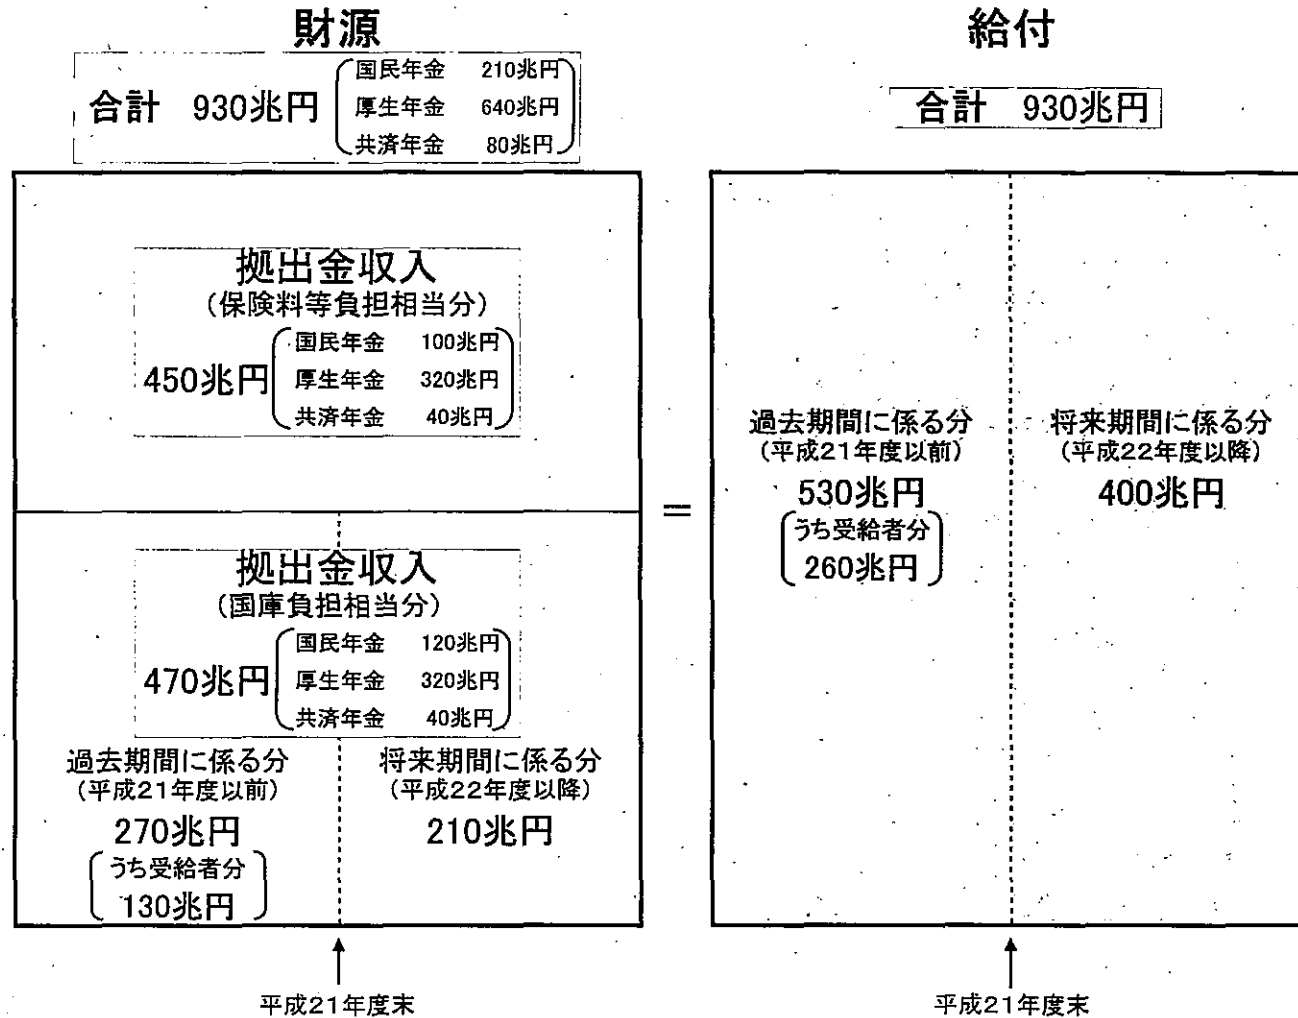 財源
合計 930兆円
国民年金 210兆円
厚生年金 640兆円
共済年金 80兆円
拠出金収入
(保険料等負担相当分)
450兆円
国民年金 100兆円
厚生年金 320兆円
共済年金 40兆円
拠出金収入
(国庫負担相当分)
470兆円
国民年金 120兆円
厚生年金 320兆円
共済年金 40兆円
過去期間に係る分
(平成21年度以前)
270兆円
うち受給者分
130兆円
将来期間に係る分
(平成22年度以降)
210兆円
平成21年度末
=
給付
合計 930兆円
過去期間に係る分
(平成21年度以前)
530兆円
うち受給者分
260兆円
将来期間に係る分
(平成22年度以降)
400兆円
平成21年度末